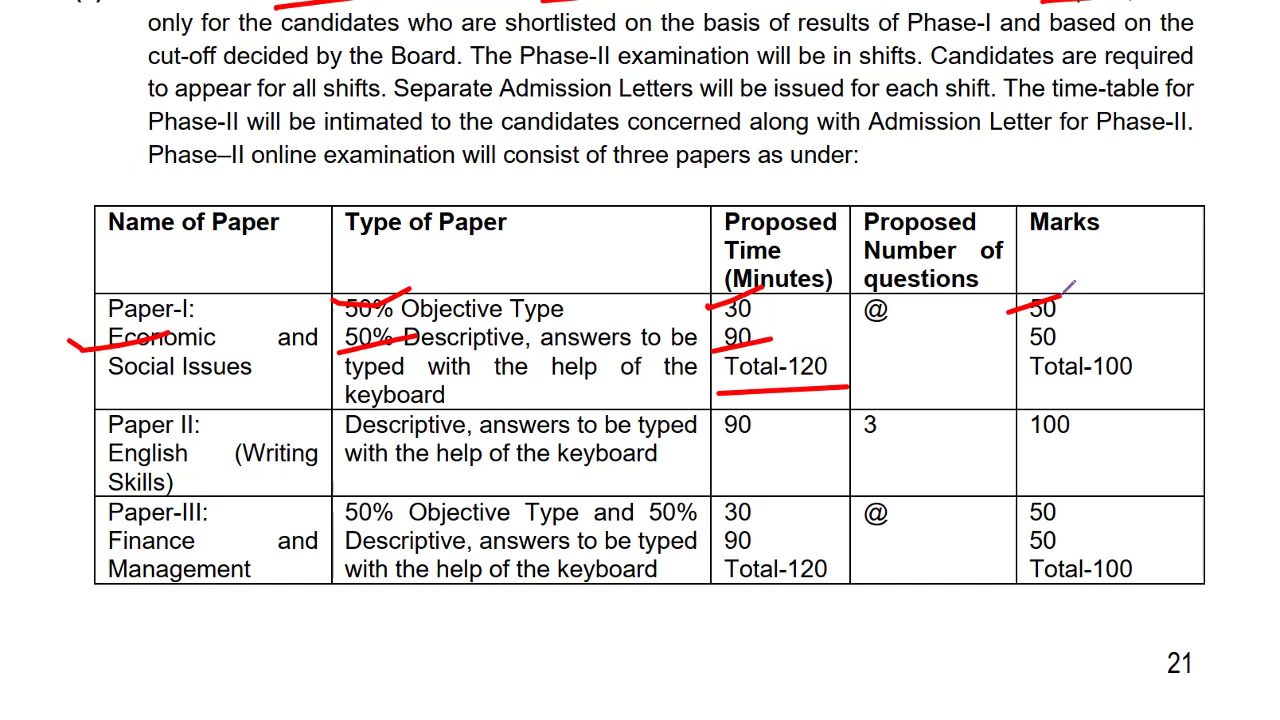 only for the candidates who are shortlisted on the basis of results of Phase-I and based on the
cut-off decided by the Board. The Phase-II examination will be in shifts. Candidates are required
to appear for all shifts. Separate Admission Letters will be issued for each shift. The time-table for
Phase-II will be intimated to the candidates concerned along with Admission Letter for Phase-II.
Phase–II online examination will consist of three papers as under:
Name of Paper
Type of Paper
Proposed
Time
(Minutes)
Proposed
Number of
questions
Marks
Paper-I:
Economic and
Social Issues
50% Objective Type
50% Descriptive, answers to be
typed with the help of the
keyboard
30
90
Total-120
@
50
50
Total-100
Paper II:
English (Writing
Skills)
Descriptive, answers to be typed
with the help of the keyboard
90
3
100
Paper-III:
Finance and
Management
50% Objective Type and 50%
Descriptive, answers to be typed
with the help of the keyboard
30
90
Total-120
@
50
50
Total-100
21